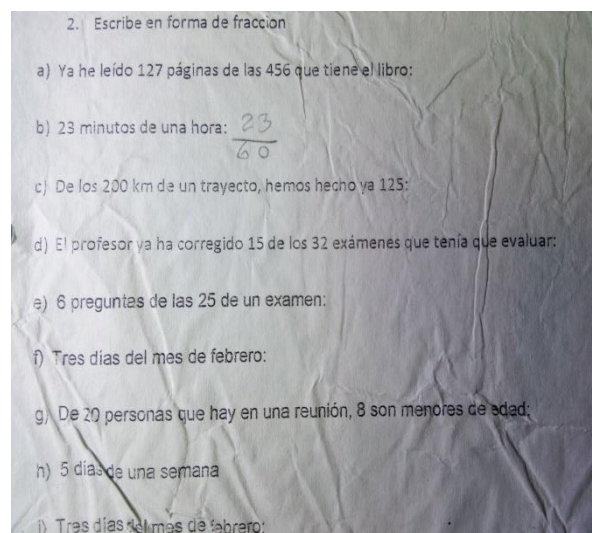 2. Escribe en forma de fraccion
a) Ya he leído 127 páginas de las 456 que tiene el libro:
b) 23 minutos de una hora: 23/60
c) De los 200 km de un trayecto, hemos hecho ya 125:
d) El profesor ya ha corregido 15 de los 32 exámenes que tenía que evaluar:
e) 6 preguntas de las 25 de un examen:
f) Tres días del mes de febrero:
g) De 20 personas que hay en una reunión, 8 son menores de edad:
h) 5 días de una semana
i) Tres días del mes de febrero: